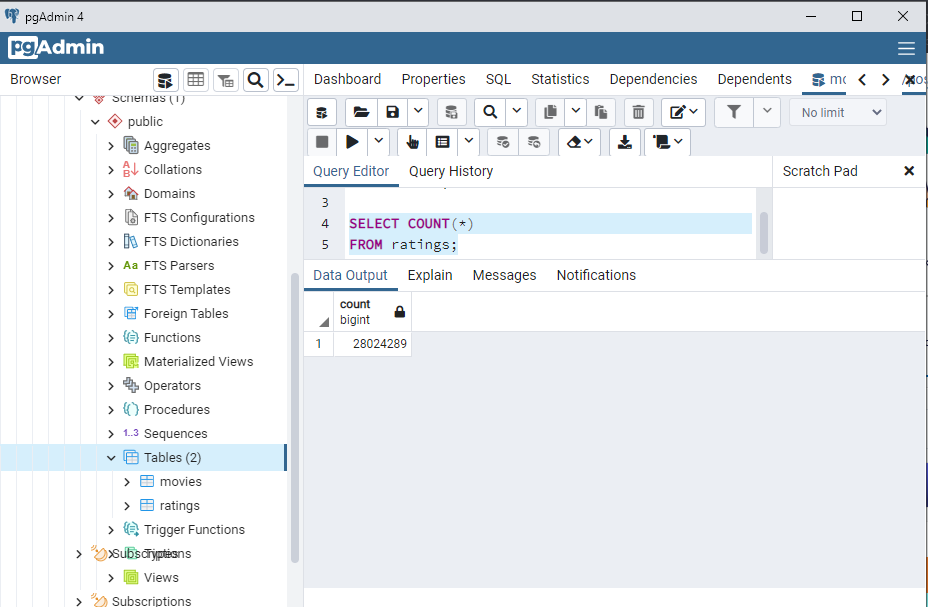 pgAdmin 4
pgAdmin
Browser
Dashboard Properties SQL Statistics Dependencies Dependents
No limit
Schemas (1)
public
Aggregates
Collations
Domains
FTS Configurations
FTS Dictionaries
Aa FTS Parsers
FTS Templates
Foreign Tables
Functions
Materialized Views
Operators
Procedures
1..3 Sequences
Tables (2)
movies
ratings
Trigger Functions
Subscriptions
Types
Views
Subscriptions
Query Editor Query History
Scratch Pad
3
4 SELECT COUNT(*)
5 FROM ratings;
Data Output Explain Messages Notifications
count
bigint
1 28024289